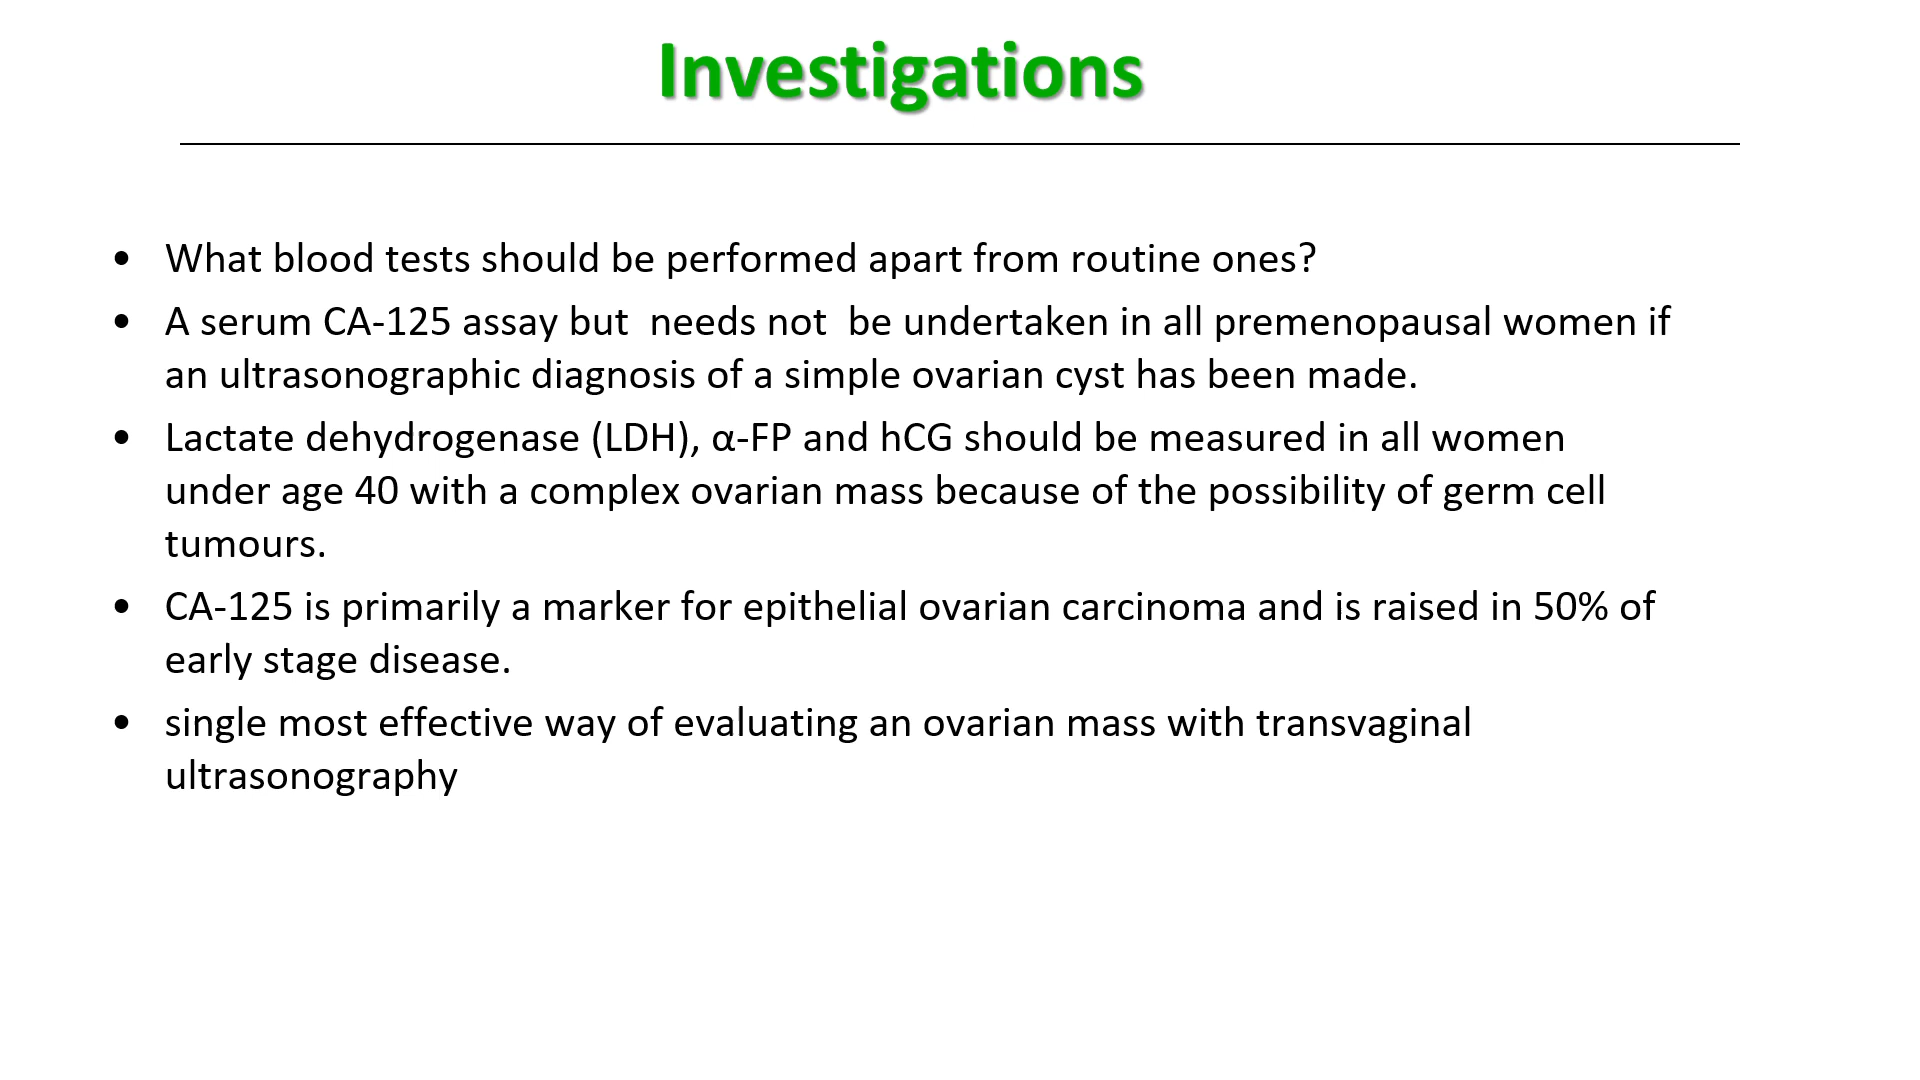 Investigations
• What blood tests should be performed apart from routine ones?
• A serum CA-125 assay but  needs not  be undertaken in all premenopausal women if
an ultrasonographic diagnosis of a simple ovarian cyst has been made.
• Lactate dehydrogenase (LDH), α-FP and hCG should be measured in all women
under age 40 with a complex ovarian mass because of the possibility of germ cell
tumours.
• CA-125 is primarily a marker for epithelial ovarian carcinoma and is raised in 50% of
early stage disease.
• single most effective way of evaluating an ovarian mass with transvaginal
ultrasonography